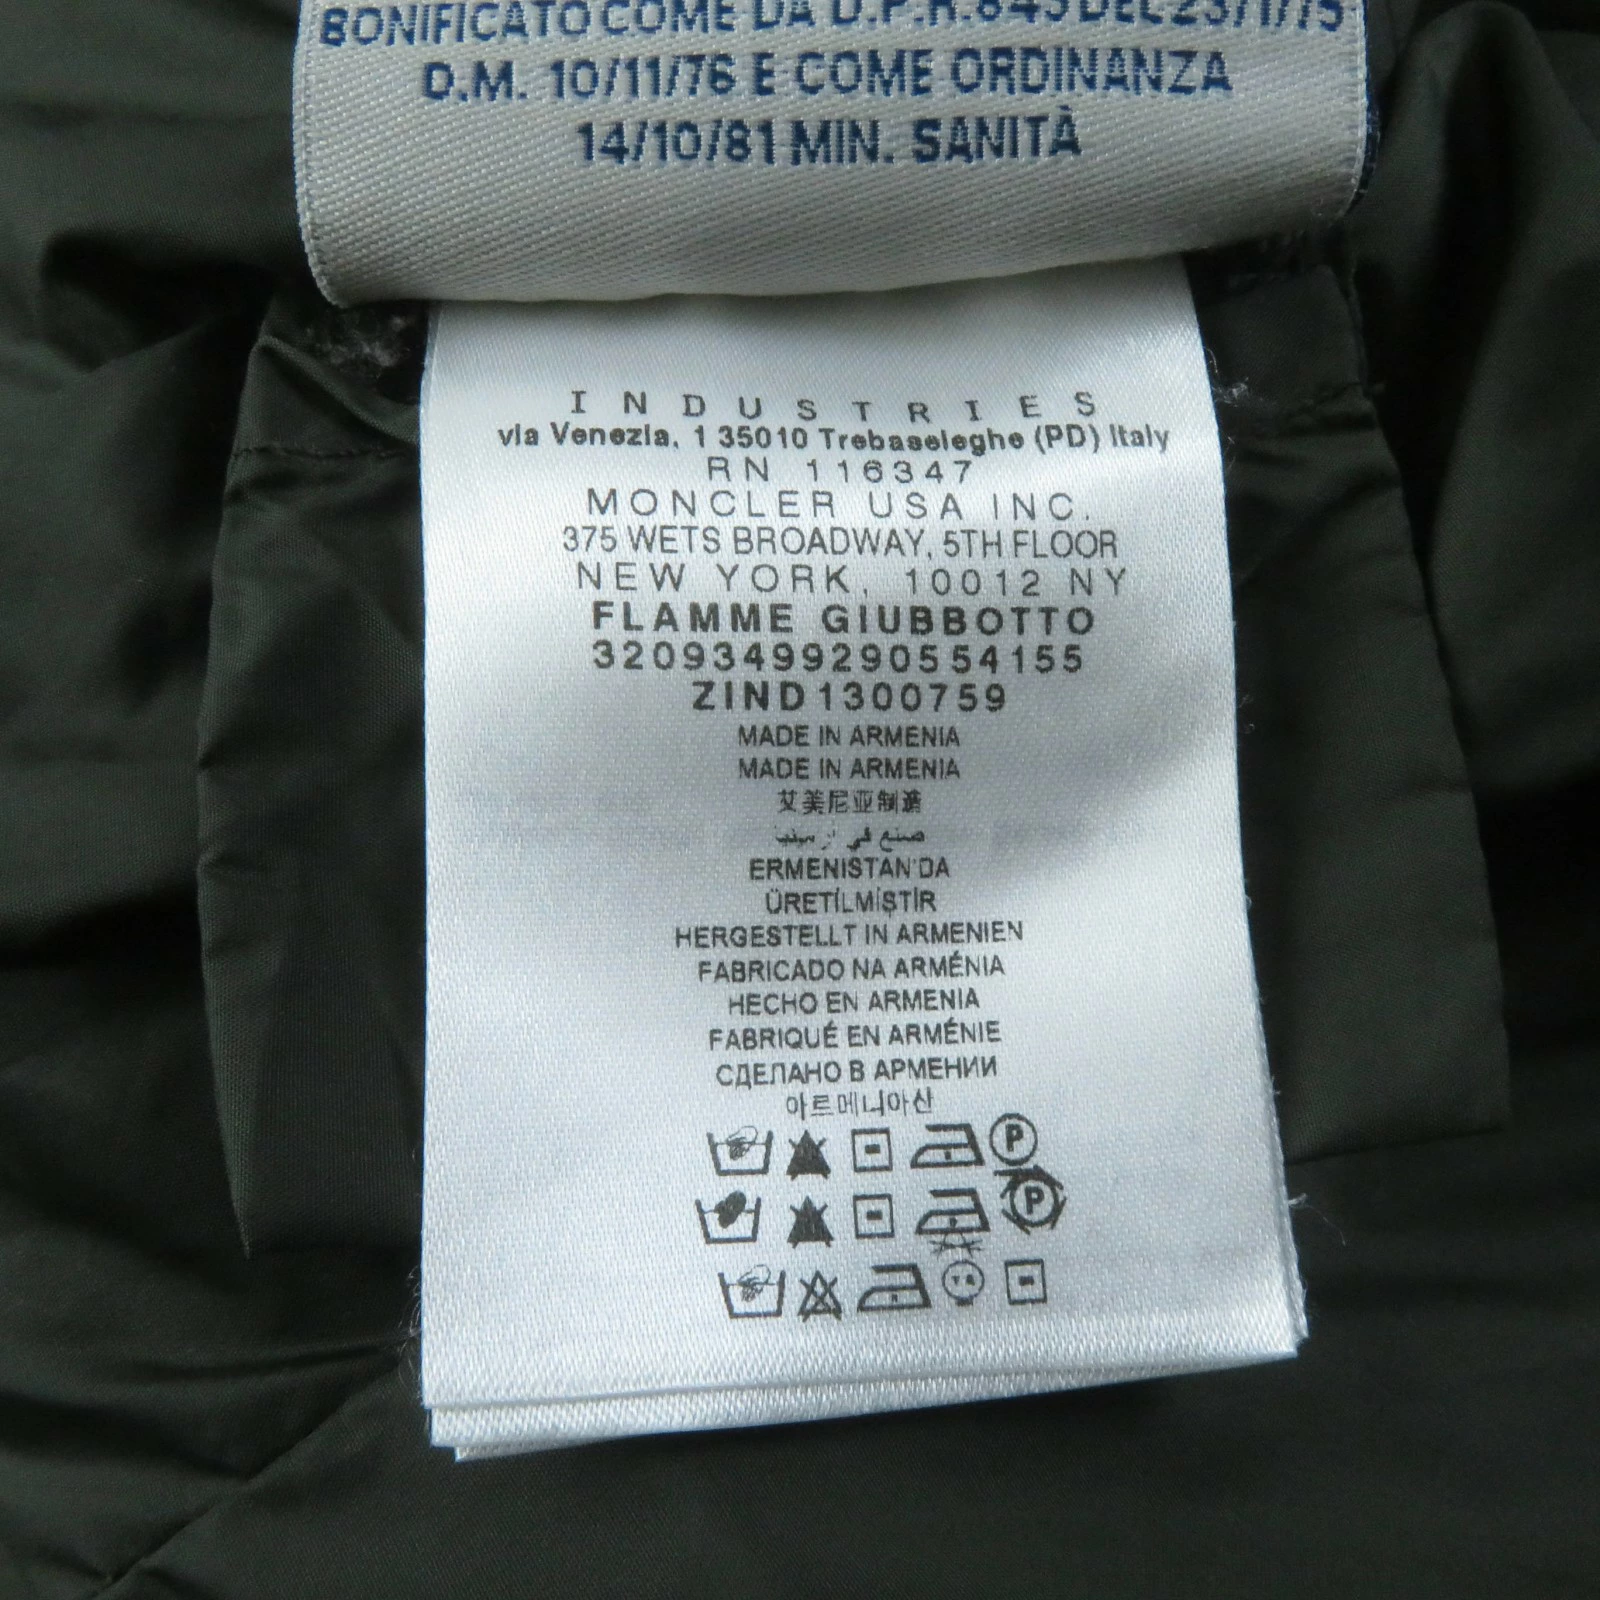 BONIFICATO COME DA D.P.R. 845 DEL 23/1/75
D.M. 10/11/76 E COME ORDINANZA
14/10/81 MIN. SANITÀ
INDUSTRIES
via Venezia, 1 35010 Trebaseleghe (PD) Italy
RN 116347
MONCLER USA INC.
375 WETS BROADWAY, 5TH FLOOR
NEW YORK, 10012 NY
FLAMME GIUBBOTTO
320934999290554155
ZIND1300759
MADE IN ARMENIA
MADE IN ARMENIA
艾美尼亚制造
صنع في
ERMENISTAN'DA
ÜRETİLMİŞTİR
HERGESTELLT IN ARMENIEN
FABRICADO NA ARMÉNIA
HECHO EN ARMENIA
FABRIQUÉ EN ARMÉNIE
СДЕЛАНО В АРМЕНИИ
아르메니아산
P
P